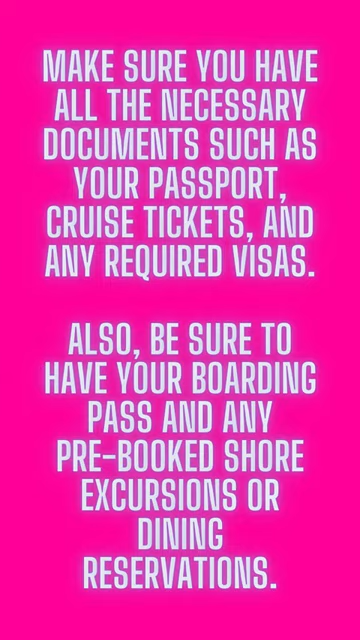 MAKE SURE YOU HAVE
ALL THE NECESSARY
DOCUMENTS SUCH AS
YOUR PASSPORT,
CRUISE TICKETS, AND
ANY REQUIRED VISAS.
ALSO, BE SURE TO
HAVE YOUR BOARDING
PASS AND ANY
PRE-BOOKED SHORE
EXCURSIONS OR
DINING
RESERVATIONS.